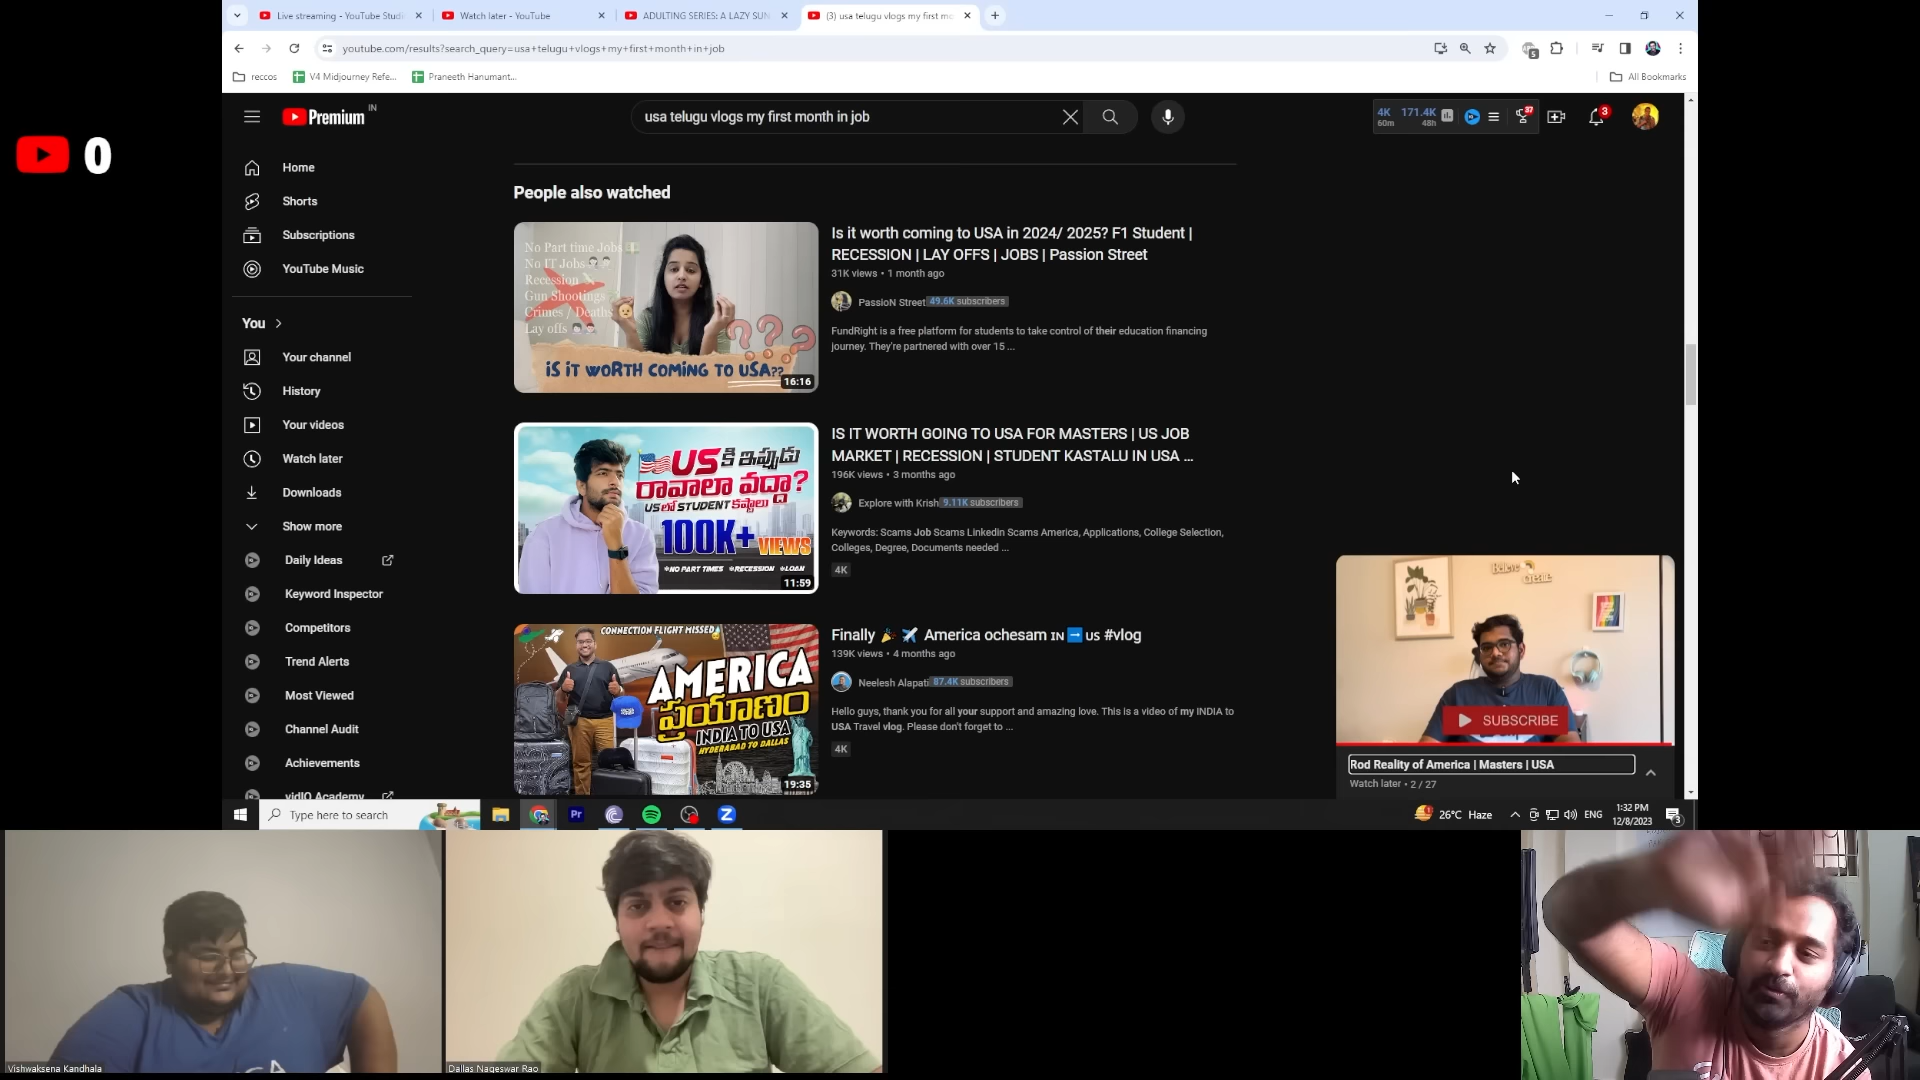 Live streaming - YouTube Studi
Watch later - YouTube
ADULTING SERIES: A LAZY SUN
(3) usa telugu vlogs my first mo
youtube.com/results?search_query=usa+telugu+vlogs+my+first+month+in+job
reccos
V4 Midjourney Refe...
Praneeth Hanumant...
All Bookmarks
Premium IN
usa telugu vlogs my first month in job
4K 60m
171.4K 48h
37
3
0
Home
Shorts
Subscriptions
YouTube Music
You
Your channel
History
Your videos
Watch later
Downloads
Show more
Daily Ideas
Keyword Inspector
Competitors
Trend Alerts
Most Viewed
Channel Audit
Achievements
vidIQ Academy
People also watched
No Part time Jobs
No IT Jobs
Recession
Gun Shootings
Crimes / Deaths
Lay offs
IS IT WORTH COMING TO USA??
16:16
Is it worth coming to USA in 2024/ 2025? F1 Student |
RECESSION | LAY OFFS | JOBS | Passion Street
31K views • 1 month ago
PassioN Street 49.6K subscribers
FundRight is a free platform for students to take control of their education financing
journey. They're partnered with over 15 ...
US కి ఇప్పుడు
రావాలా వద్దా?
US లో STUDENT కష్టాలు
100K+ VIEWS
*NO PART TIMES *RECESSION *LOAN
11:59
IS IT WORTH GOING TO USA FOR MASTERS | US JOB
MARKET | RECESSION | STUDENT KASTALU IN USA ...
196K views • 3 months ago
Explore with Krish 9.11K subscribers
Keywords: Scams Job Scams Linkedin Scams America, Applications, College Selection,
Colleges, Degree, Documents needed ...
4K
CONNECTION FLIGHT MISSED
AMERICA
ప్రయాణం
INDIA TO USA
HYDERABAD TO DALLAS
19:35
Finally 🎉 ✈️ America ochesam IN ➡️ US #vlog
139K views • 4 months ago
Neelesh Alapati 87.4K subscribers
Hello guys, thank you for all your support and amazing love. This is a video of my INDIA to
USA Travel vlog. Please don't forget to ...
4K
Believe
create
SUBSCRIBE
Rod Reality of America | Masters | USA
Watch later • 2 / 27
Type here to search
Pr
26°C Haze
ENG
1:32 PM
12/8/2023
3
Vishwaksena Kandhala
Dallas Nageswar Rao